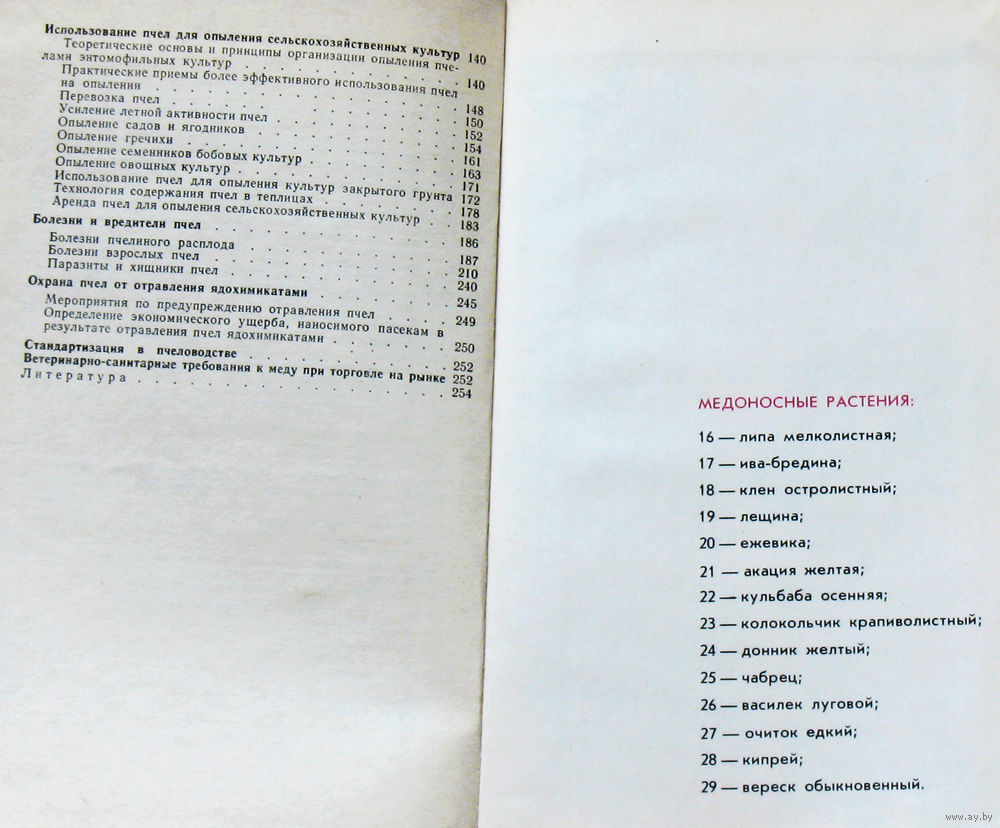 Использование пчел для опыления сельскохозяйственных культур 140
Теоретические основы и принципы организации опыления пче-
лами энтомофильных культур . . . . . . . . . . 140
Практические приемы более эффективного использования пчел
на опылении . . . . . . . . . . . . . . 148
Перевозка пчел . . . . . . . . . . . . . 150
Усиление летной активности пчел . . . . . . . . 152
Опыление садов и ягодников . . . . . . . . . 154
Опыление гречихи . . . . . . . . . . . . 161
Опыление семенников бобовых культур . . . . . . . 163
Опыление овощных культур . . . . . . . . . . 171
Использование пчел для опыления культур закрытого грунта 172
Технология содержания пчел в теплицах . . . . . . . 178
Аренда пчел для опыления сельскохозяйственных культур . . 183
Болезни и вредители пчел . . . . . . . . . . . 186
Болезни пчелиного расплода . . . . . . . . . 187
Болезни взрослых пчел . . . . . . . . . . . 210
Паразиты и хищники пчел . . . . . . . . . . 240
Охрана пчел от отравления ядохимикатами . . . . . . 245
Мероприятия по предупреждению отравления пчел . . . . 249
Определение экономического ущерба, наносимого пасекам в
результате отравления пчел ядохимикатами . . . . . . 250
Стандартизация в пчеловодстве . . . . . . . . . 252
Ветеринарно-санитарные требования к меду при торговле на рынке 252
Литература . . . . . . . . . . . . . . 254
МЕДОНОСНЫЕ РАСТЕНИЯ:
16 — липа мелколистная;
17 — ива-бредина;
18 — клен остролистный;
19 — лещина;
20 — ежевика;
21 — акация желтая;
22 — кульбаба осенняя;
23 — колокольчик крапиволистный;
24 — донник желтый;
25 — чабрец;
26 — василек луговой;
27 — очиток едкий;
28 — кипрей;
29 — вереск обыкновенный.
www.ay.by